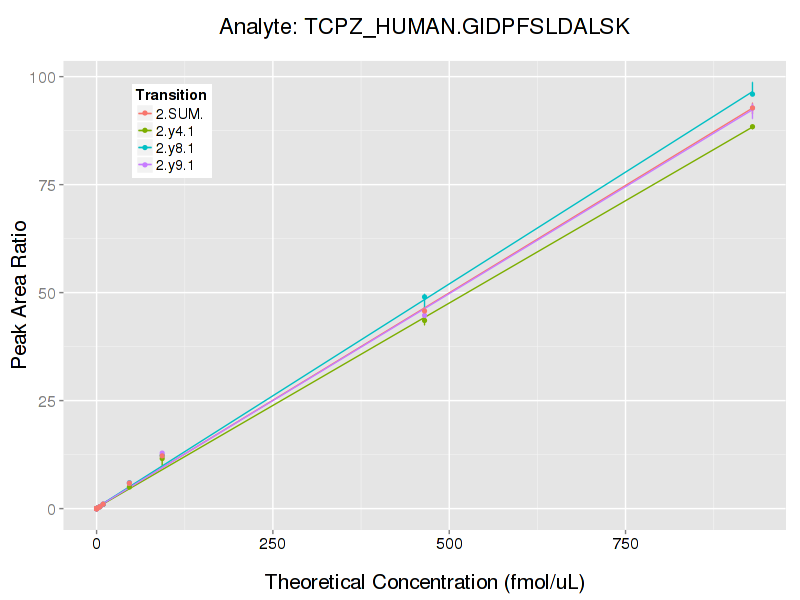 Analyte: TCPZ_HUMAN.GIDPFSLDALSK
Peak Area Ratio
100
75
50
25
0
Transition
2.SUM.
2.y4.1
2.y8.1
2.y9.1
0 250 500 750
Theoretical Concentration (fmol/uL)